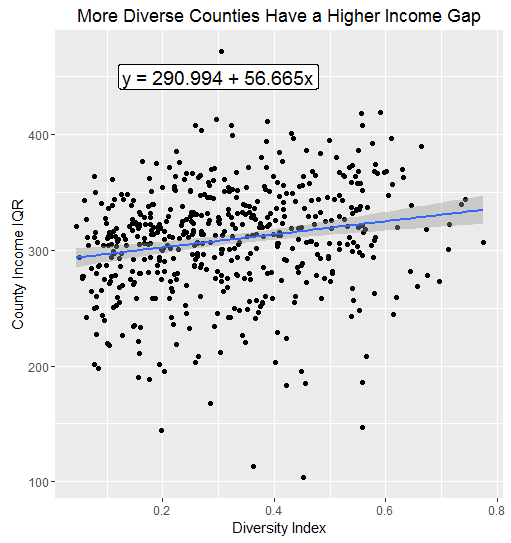 More Diverse Counties Have a Higher Income Gap
y = 290.994 + 56.665x
County Income IQR
400
300
200
100
0.2 0.4 0.6 0.8
Diversity Index